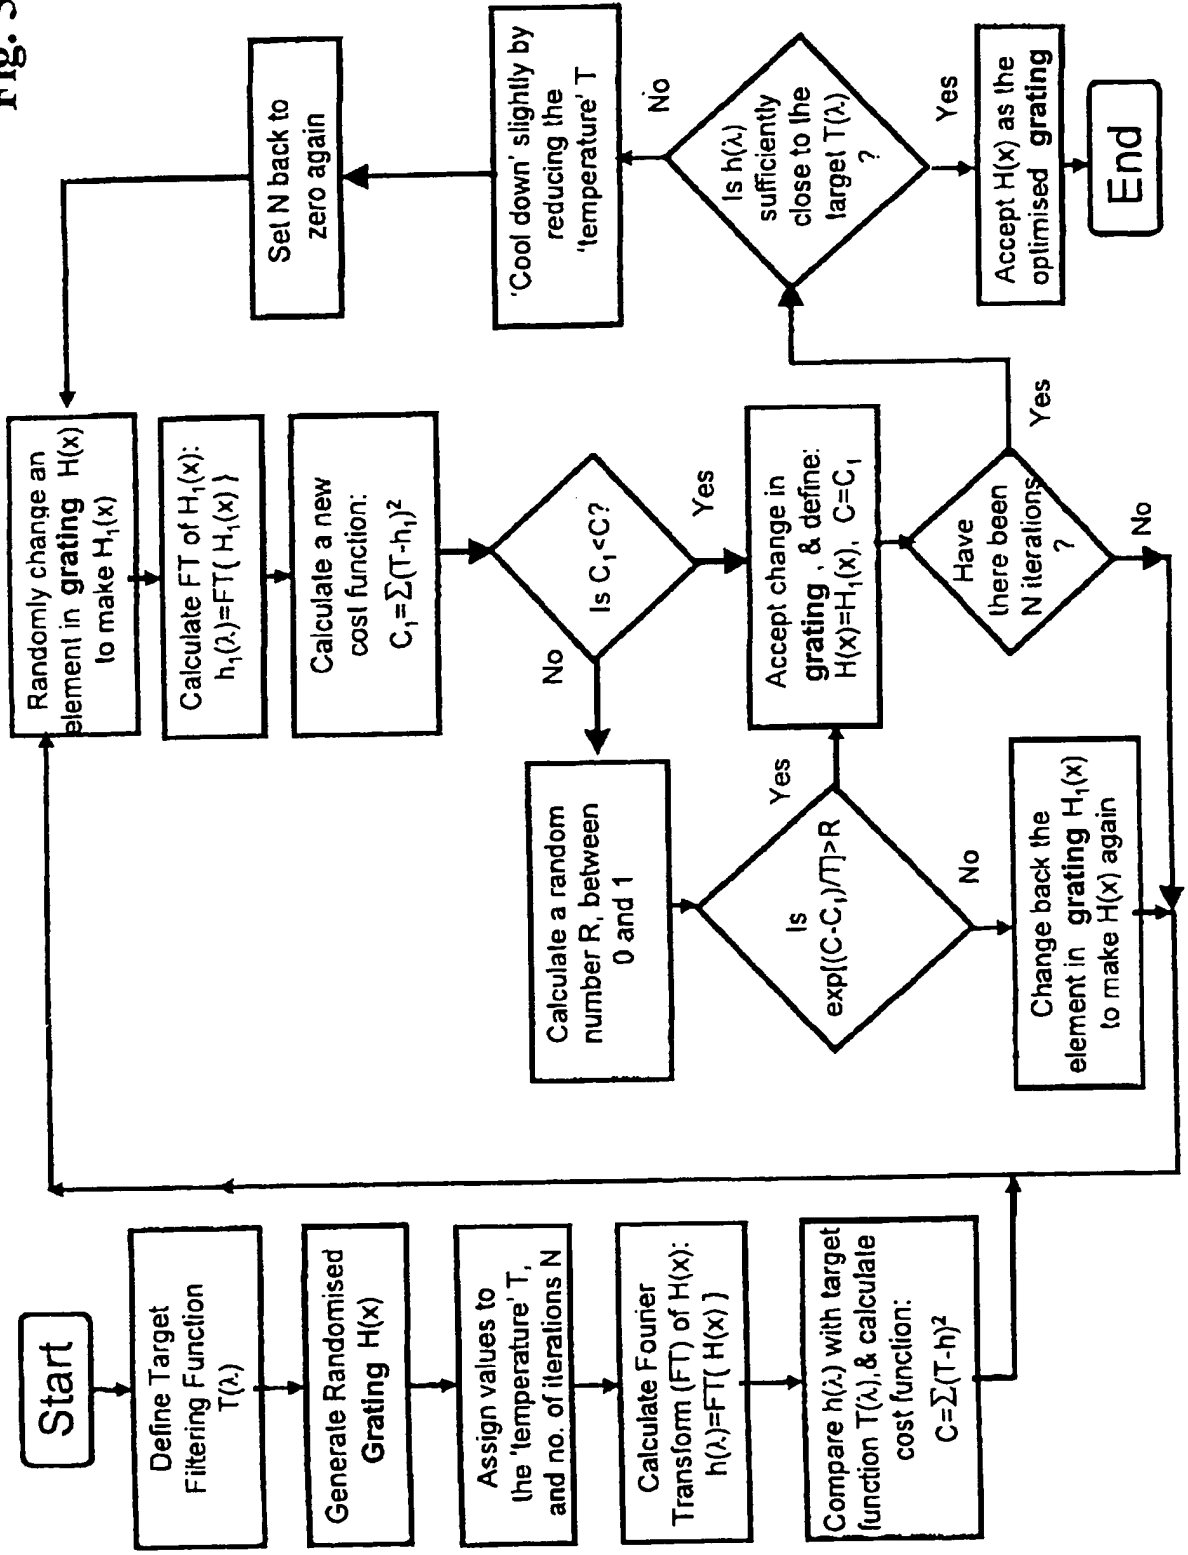 Fig. 3
Start
Define Target
Filtering Function
T(λ)
Generate Randomised
Grating H(x)
Assign values to
the 'temperature' T,
and no. of iterations N
Calculate Fourier
Transform (FT) of H(x):
h(λ)=FT{ H(x) }
Compare h(λ) with target
function T(λ),& calculate
cost function:
C=Σ(T-h)²
Randomly change an
element in grating H(x)
to make H₁(x)
Calculate FT of H₁(x):
h₁(λ)=FT{ H₁(x) }
Calculate a new
cost function:
C₁=Σ(T-h₁)²
Is C₁<C?
No
Yes
Calculate a random
number R, between
0 and 1
Is
exp[(C-C₁)/T]>R
Yes
No
Change back the
element in grating H₁(x)
to make H(x) again
Accept change in
grating , & define:
H(x)=H₁(x), C=C₁
Have
there been
N iterations
?
No
Yes
Is h(λ)
sufficiently
close to the
target T(λ)
?
No
Yes
'Cool down' slightly by
reducing the
'temperature' T
Set N back to
zero again
Accept H(x) as the
optimised grating
End